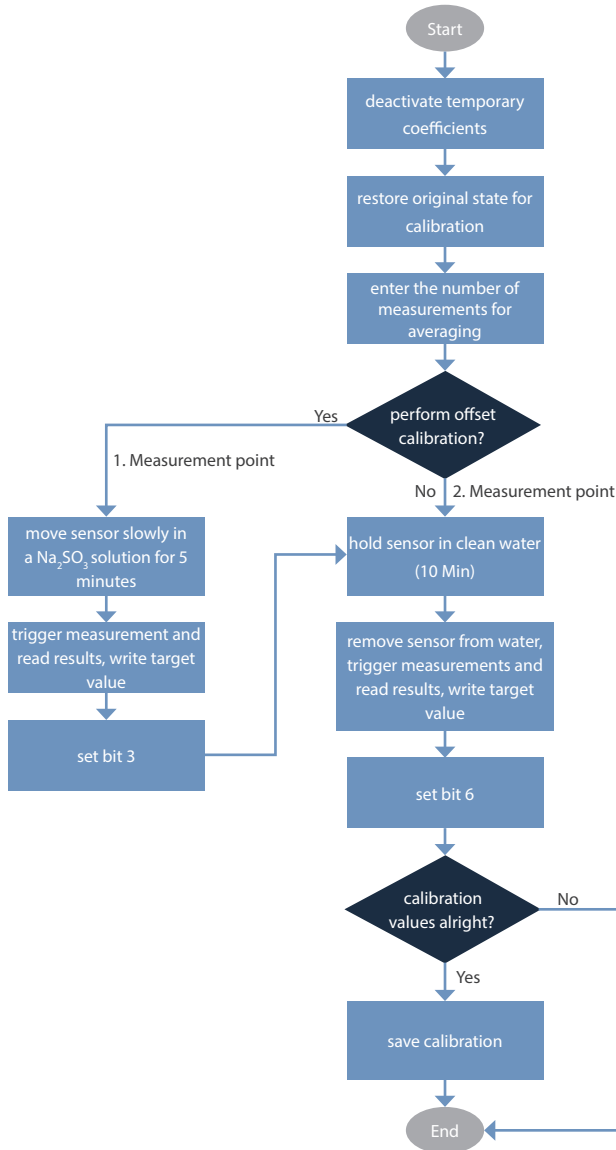 Start
deactivate temporary
coefficients
restore original state for
calibration
enter the number of
measurements for
averaging
perform offset
calibration?
Yes
1. Measurement point
No
2. Measurement point
move sensor slowly in
a Na₂SO₃ solution for 5
minutes
trigger measurement and
read results, write target
value
set bit 3
hold sensor in clean water
(10 Min)
remove sensor from water,
trigger measurements and
read results, write target
value
set bit 6
calibration
values alright?
No
Yes
save calibration
End